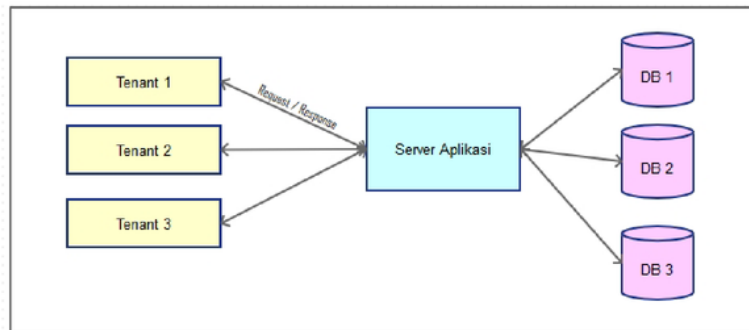 Tenant 1
Request / Response
Tenant 2
Tenant 3
Server Aplikasi
DB 1
DB 2
DB 3